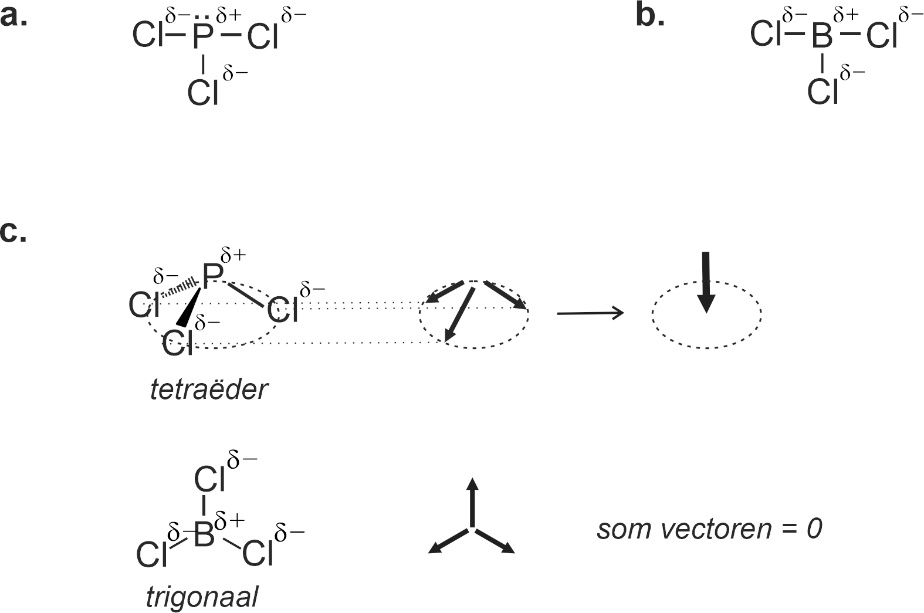 a. b.
δ− δ+ δ− δ− δ+ δ−
Cl P Cl Cl B Cl
δ− δ−
Cl Cl
c.
δ+
δ− P δ−
Cl Cl
δ−
Cl
tetraëder
δ−
Cl
δ− δ+ δ−
B
Cl Cl
som vectoren = 0
trigonaal